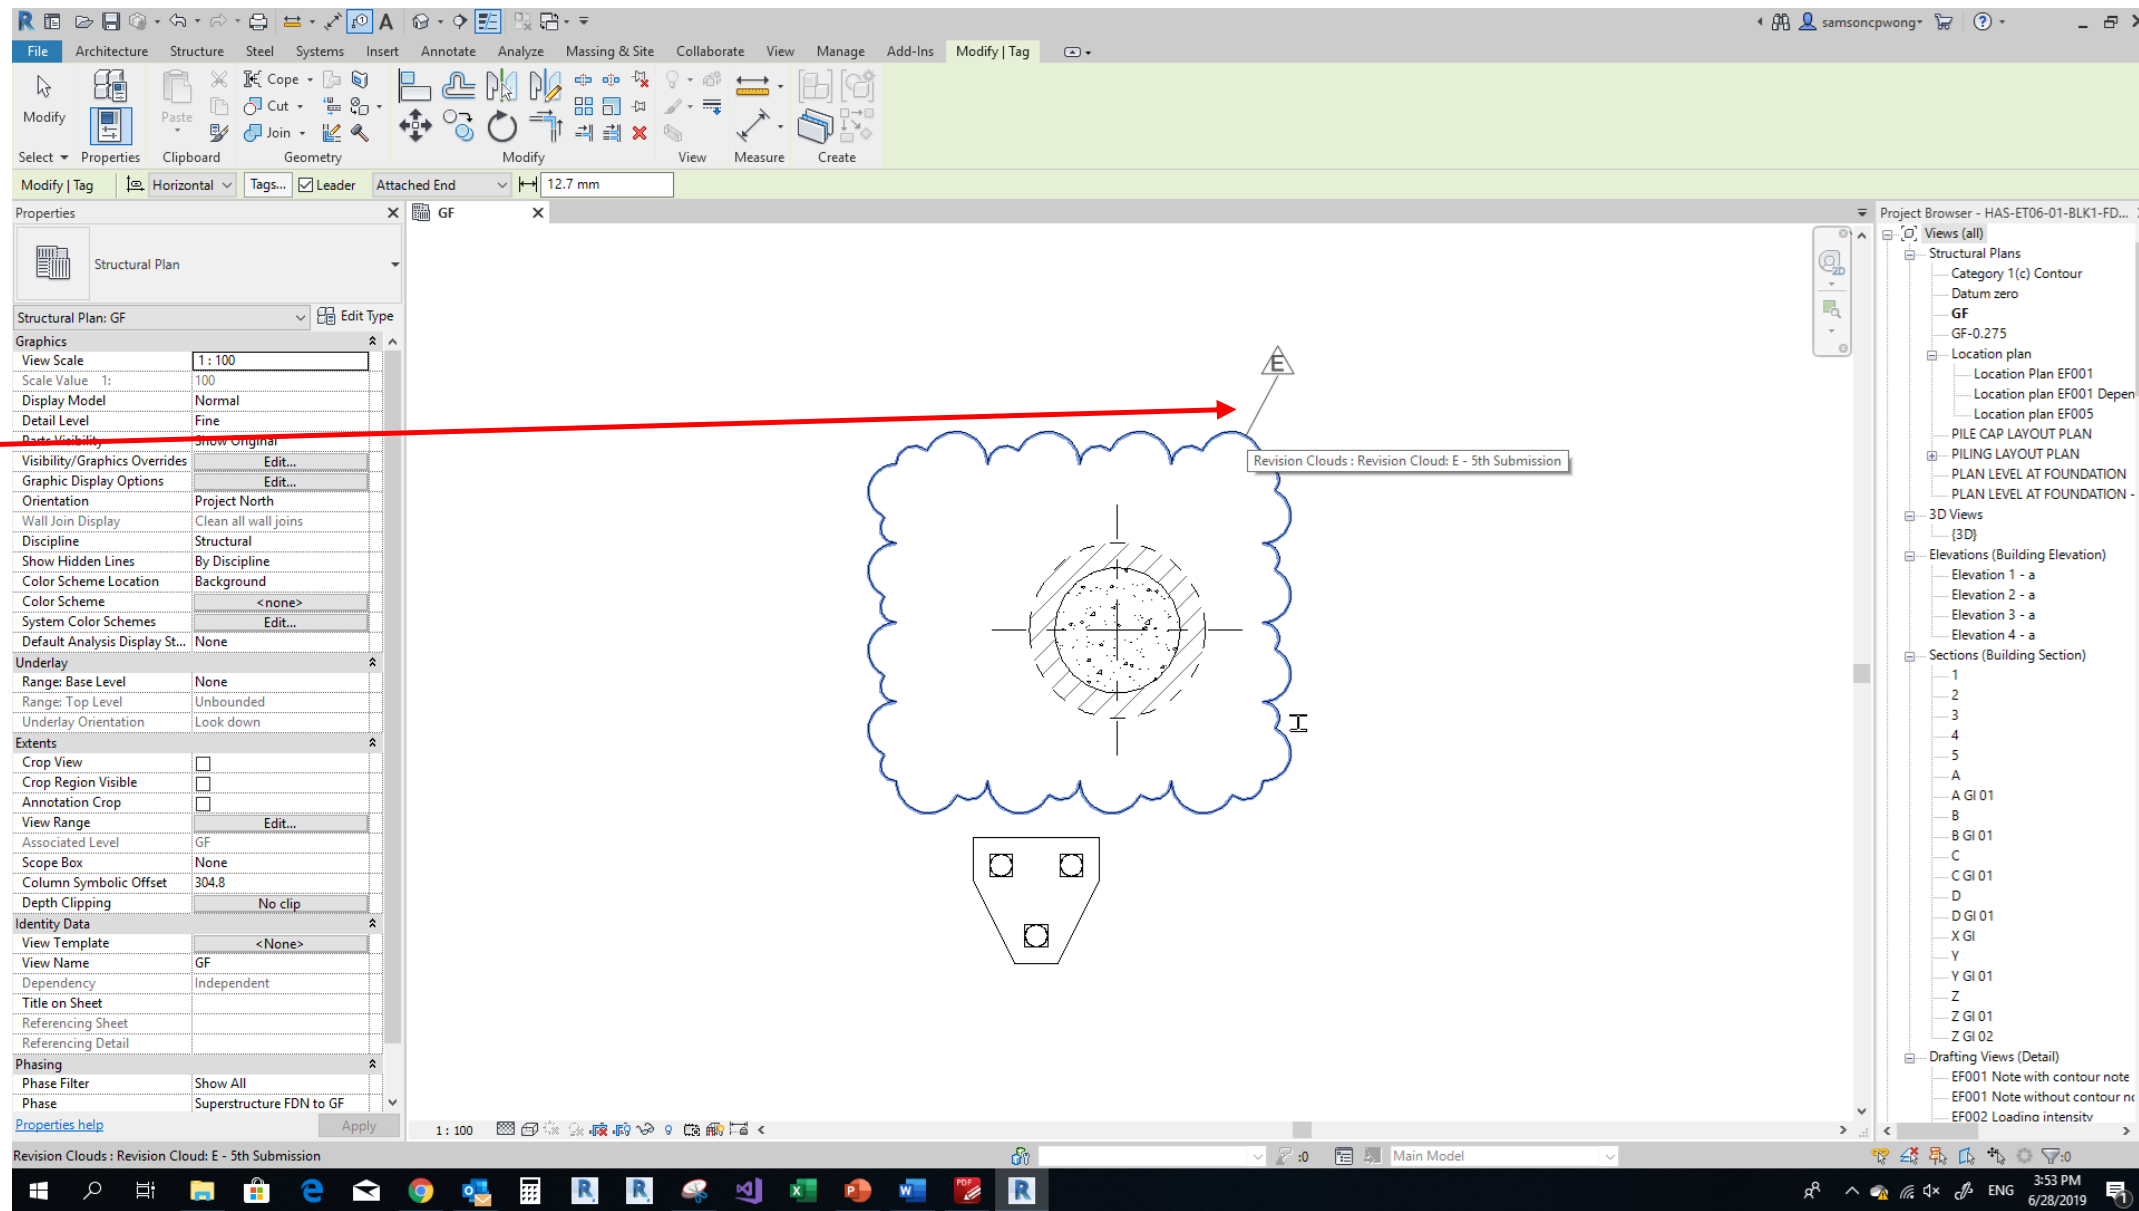 samsoncpwong
File Architecture Structure Steel Systems Insert Annotate Analyze Massing & Site Collaborate View Manage Add-Ins Modify | Tag
Cope
Cut
Join
Modify
Paste
Select Properties Clipboard Geometry Modify View Measure Create
Modify | Tag Horizontal Tags... Leader Attached End 12.7 mm
Properties
Structural Plan
Structural Plan: GF Edit Type
Graphics
View Scale 1 : 100
Scale Value 1: 100
Display Model Normal
Detail Level Fine
Parts Visibility Show Original
Visibility/Graphics Overrides Edit...
Graphic Display Options Edit...
Orientation Project North
Wall Join Display Clean all wall joins
Discipline Structural
Show Hidden Lines By Discipline
Color Scheme Location Background
Color Scheme <none>
System Color Schemes Edit...
Default Analysis Display St... None
Underlay
Range: Base Level None
Range: Top Level Unbounded
Underlay Orientation Look down
Extents
Crop View
Crop Region Visible
Annotation Crop
View Range Edit...
Associated Level GF
Scope Box None
Column Symbolic Offset 304.8
Depth Clipping No clip
Identity Data
View Template <None>
View Name GF
Dependency Independent
Title on Sheet
Referencing Sheet
Referencing Detail
Phasing
Phase Filter Show All
Phase Superstructure FDN to GF
Properties help Apply
GF
2D
E
Revision Clouds : Revision Cloud: E - 5th Submission
1 : 100
Project Browser - HAS-ET06-01-BLK1-FD...
Views (all)
Structural Plans
Category 1(c) Contour
Datum zero
GF
GF-0.275
Location plan
Location Plan EF001
Location plan EF001 Depen
Location plan EF005
PILE CAP LAYOUT PLAN
PILING LAYOUT PLAN
PLAN LEVEL AT FOUNDATION
PLAN LEVEL AT FOUNDATION -
3D Views
{3D}
Elevations (Building Elevation)
Elevation 1 - a
Elevation 2 - a
Elevation 3 - a
Elevation 4 - a
Sections (Building Section)
1
2
3
4
5
A
A GI 01
B
B GI 01
C
C GI 01
D
D GI 01
X GI
Y
Y GI 01
Z
Z GI 01
Z GI 02
Drafting Views (Detail)
EF001 Note with contour note
EF001 Note without contour no
EF002 Loading intensity
Revision Clouds : Revision Cloud: E - 5th Submission :0 Main Model :0
ENG 3:53 PM
6/28/2019